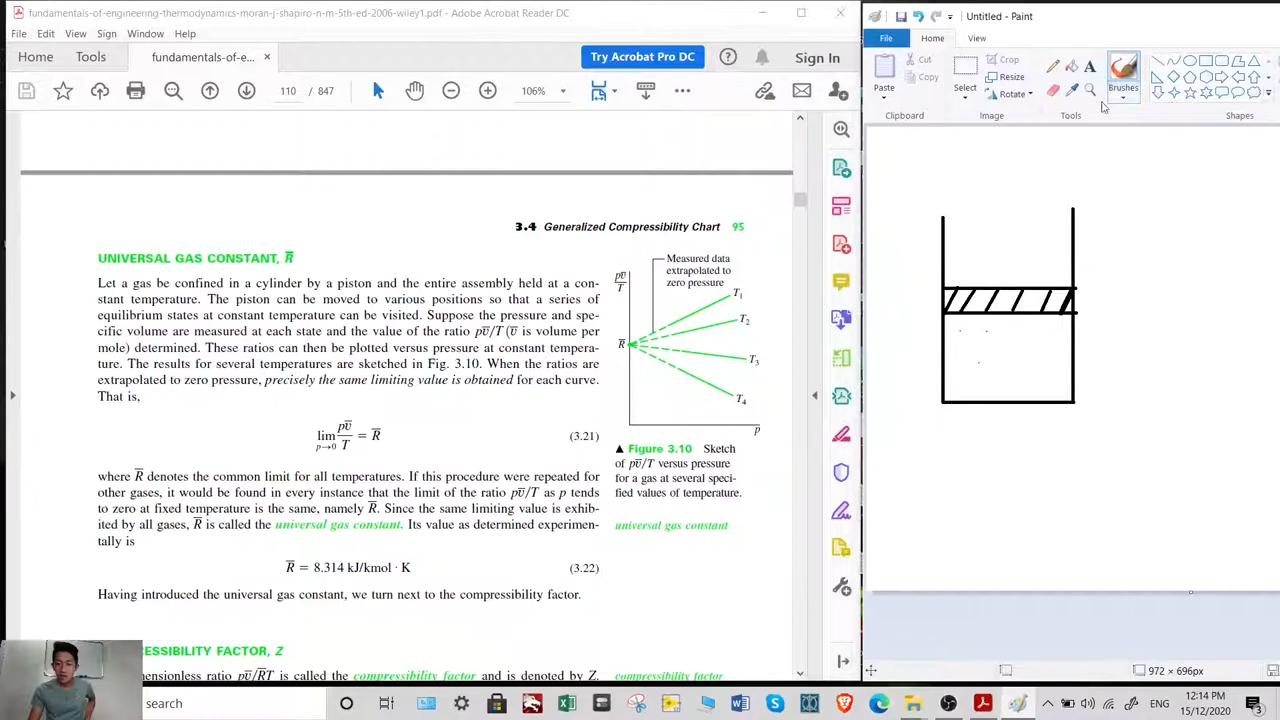 fundamentals-of-engineering-thermodynamics-moran-j-shapiro-n-m-5th-ed-2006-wiley1.pdf - Adobe Acrobat Reader DC
File Edit View Sign Window Help
Home Tools fundamentals-of-e... × Try Acrobat Pro DC Sign In
110 / 847 106%
3.4 Generalized Compressibility Chart 95
UNIVERSAL GAS CONSTANT, R̅
Let a gas be confined in a cylinder by a piston and the entire assembly held at a con-
stant temperature. The piston can be moved to various positions so that a series of
equilibrium states at constant temperature can be visited. Suppose the pressure and spe-
cific volume are measured at each state and the value of the ratio pv̅/T (v̅ is volume per
mole) determined. These ratios can then be plotted versus pressure at constant tempera-
ture. The results for several temperatures are sketched in Fig. 3.10. When the ratios are
extrapolated to zero pressure, precisely the same limiting value is obtained for each curve.
That is,
lim p→0 pv̅/T = R̅ (3.21)
where R̅ denotes the common limit for all temperatures. If this procedure were repeated for
other gases, it would be found in every instance that the limit of the ratio pv̅/T as p tends
to zero at fixed temperature is the same, namely R̅. Since the same limiting value is exhib-
ited by all gases, R̅ is called the universal gas constant. Its value as determined experimen-
tally is
R̅ = 8.314 kJ/kmol · K (3.22)
Having introduced the universal gas constant, we turn next to the compressibility factor.
ESSIBILITY FACTOR, Z
imensionless ratio pv̅/R̅T is called the compressibility factor and is denoted by Z.
Measured data
extrapolated to
zero pressure
pv̅
T
T1
T2
R̅
T3
T4
p
▲ Figure 3.10 Sketch
of pv̅/T versus pressure
for a gas at several speci-
fied values of temperature.
universal gas constant
compressibility factor
Untitled - Paint
File Home View
Paste
Cut
Copy
Clipboard
Select
Crop
Resize
Rotate
Image
Tools
Brushes
Shapes
972 × 696px
search
ENG
12:14 PM
15/12/2020
3